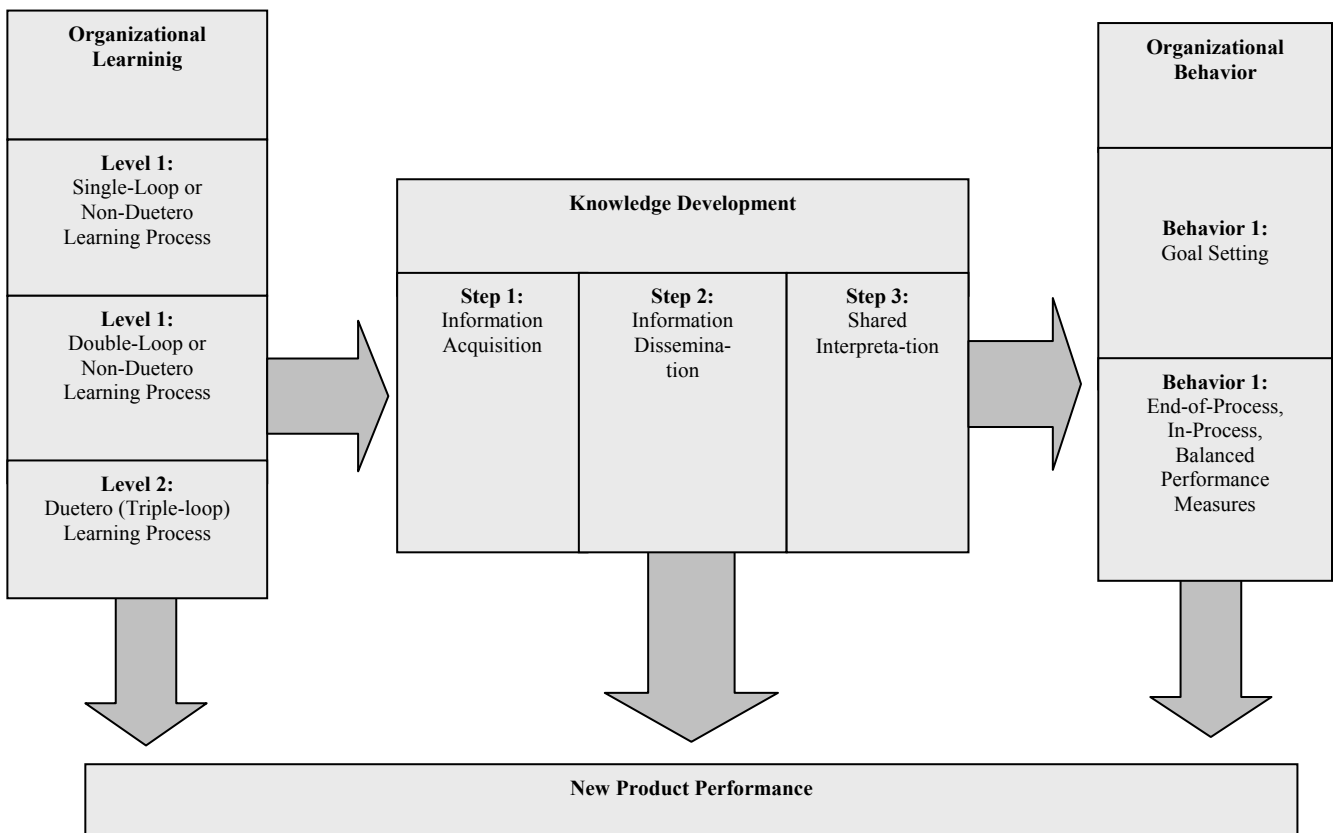 Organizational
Learninig
Level 1:
Single-Loop or
Non-Duetero
Learning Process
Level 1:
Double-Loop or
Non-Duetero
Learning Process
Level 2:
Duetero (Triple-loop)
Learning Process
Knowledge Development
Step 1:
Information
Acquisition
Step 2:
Information
Dissemina-
tion
Step 3:
Shared
Interpreta-tion
Organizational
Behavior
Behavior 1:
Goal Setting
Behavior 1:
End-of-Process,
In-Process,
Balanced
Performance
Measures
New Product Performance